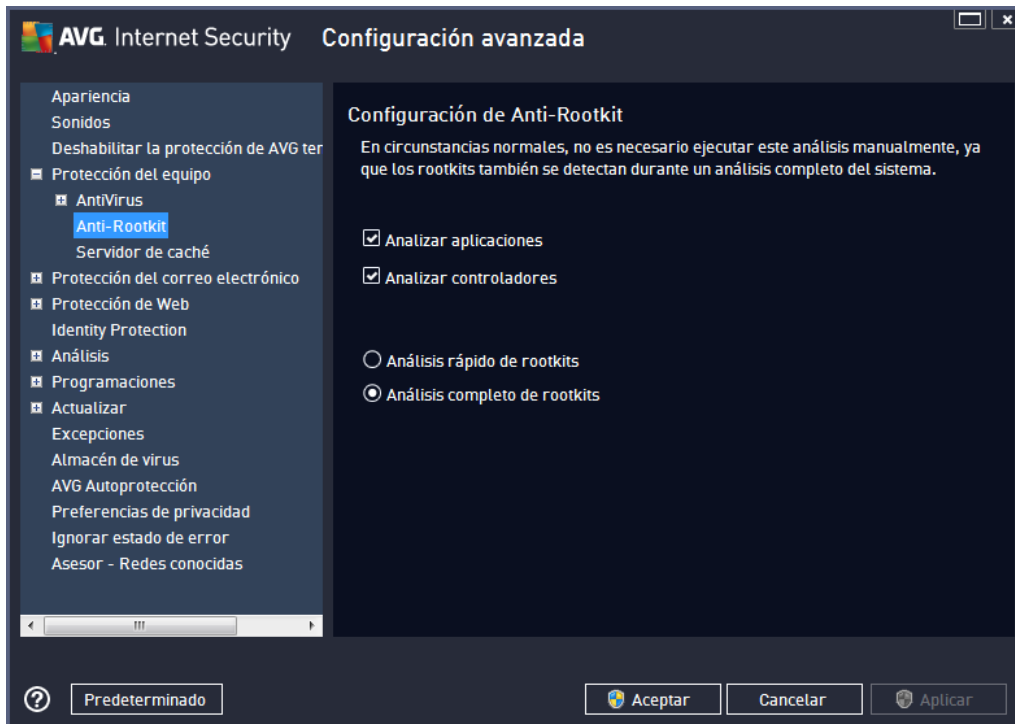 AVG. Internet Security Configuración avanzada
Apariencia
Sonidos
Deshabilitar la protección de AVG ter
Protección del equipo
AntiVirus
Anti-Rootkit
Servidor de caché
Protección del correo electrónico
Protección de Web
Identity Protection
Análisis
Programaciones
Actualizar
Excepciones
Almacén de virus
AVG Autoprotección
Preferencias de privacidad
Ignorar estado de error
Asesor - Redes conocidas
Configuración de Anti-Rootkit
En circunstancias normales, no es necesario ejecutar este análisis manualmente, ya
que los rootkits también se detectan durante un análisis completo del sistema.
Analizar aplicaciones
Analizar controladores
Análisis rápido de rootkits
Análisis completo de rootkits
Predeterminado
Aceptar
Cancelar
Aplicar